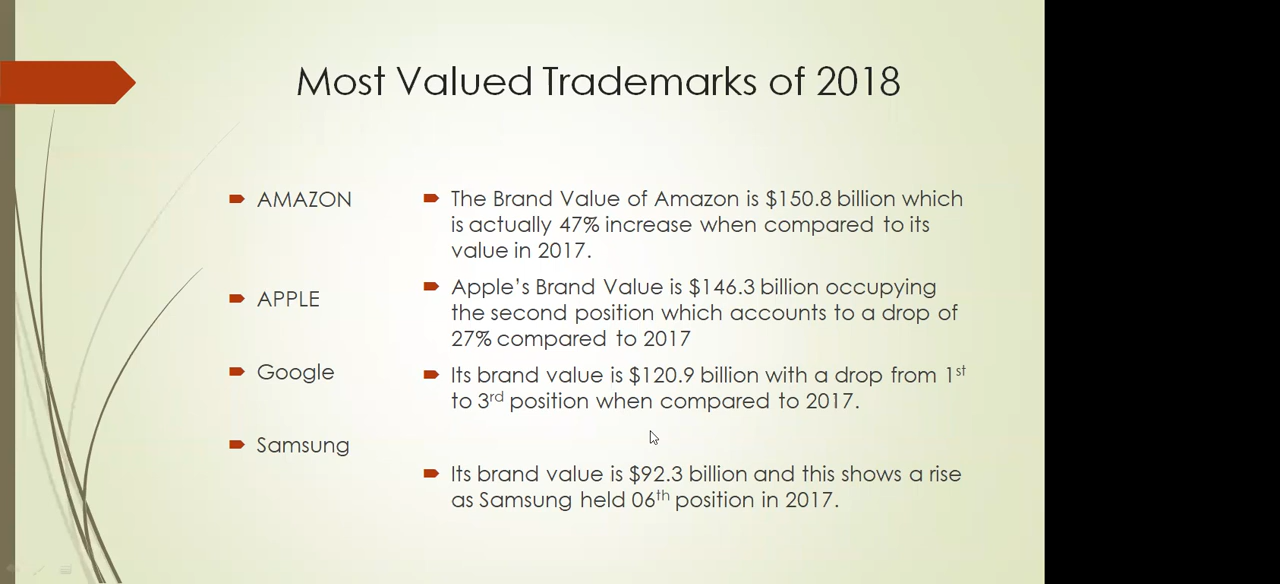 Most Valued Trademarks of 2018
AMAZON
The Brand Value of Amazon is $150.8 billion which
is actually 47% increase when compared to its
value in 2017.
APPLE
Apple’s Brand Value is $146.3 billion occupying
the second position which accounts to a drop of
27% compared to 2017
Google
Its brand value is $120.9 billion with a drop from 1st
to 3rd position when compared to 2017.
Samsung
Its brand value is $92.3 billion and this shows a rise
as Samsung held 06th position in 2017.